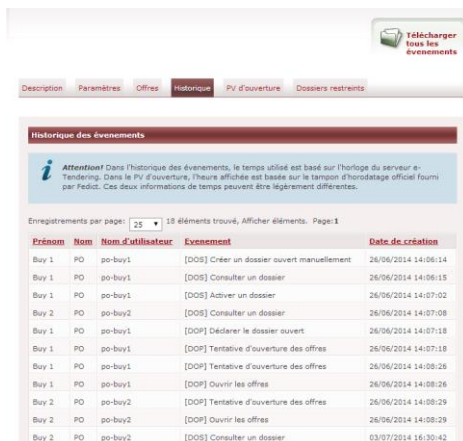 Télécharger
tous les
évenements
Description Paramètres Offres Historique PV d'ouverture Dossiers restreints
Historique des évenements
Attention! Dans l'historique des évenements, le temps utilisé est basé sur l'horloge du serveur e-
Tendering. Dans le PV d'ouverture, l'heure affichée est basée sur le tampon d'horodatage officiel fourni
par Fedict. Ces deux informations de temps peuvent être légèrement différentes.
Enregistrements par page: 25 18 éléments trouvé, Afficher éléments. Page:1
Prénom Nom Nom d'utilisateur Evenement Date de création
Buy 1 PO po-buy1 [DOS] Créer un dossier ouvert manuellement 26/06/2014 14:06:14
Buy 1 PO po-buy1 [DOS] Consulter un dossier 26/06/2014 14:06:15
Buy 1 PO po-buy1 [DOS] Activer un dossier 26/06/2014 14:07:02
Buy 2 PO po-buy2 [DOS] Consulter un dossier 26/06/2014 14:07:08
Buy 1 PO po-buy1 [DOP] Déclarer le dossier ouvert 26/06/2014 14:07:18
Buy 1 PO po-buy1 [DOP] Tentative d'ouverture des offres 26/06/2014 14:07:18
Buy 1 PO po-buy1 [DOP] Tentative d'ouverture des offres 26/06/2014 14:08:26
Buy 1 PO po-buy1 [DOP] Ouvrir les offres 26/06/2014 14:08:26
Buy 2 PO po-buy2 [DOP] Tentative d'ouverture des offres 26/06/2014 14:08:29
Buy 2 PO po-buy2 [DOP] Ouvrir les offres 26/06/2014 14:08:29
Buy 2 PO po-buy2 [DOS] Consulter un dossier 03/07/2014 16:30:42